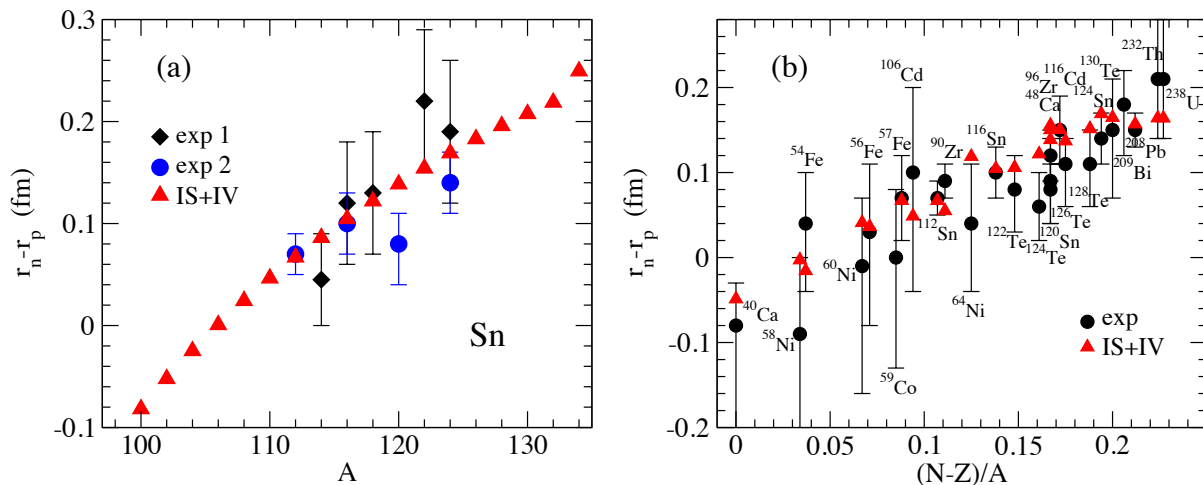 (a)
0.3
0.2
0.1
0
-0.1
r_n-r_p (fm)
exp 1
exp 2
IS+IV
Sn
100
110
120
130
A
(b)
0.2
0.1
0
-0.1
-0.2
r_n-r_p (fm)
232Th
130Te
116Cd
96Zr
106Cd
238U
124Sn
48Ca
116Sn
90Zr
57Fe
56Fe
54Fe
208Pb
209Bi
128Te
126Te
120Sn
122Te
124Te
112Sn
60Ni
64Ni
40Ca
58Ni
59Co
exp
IS+IV
0
0.05
0.1
0.15
0.2
(N-Z)/A